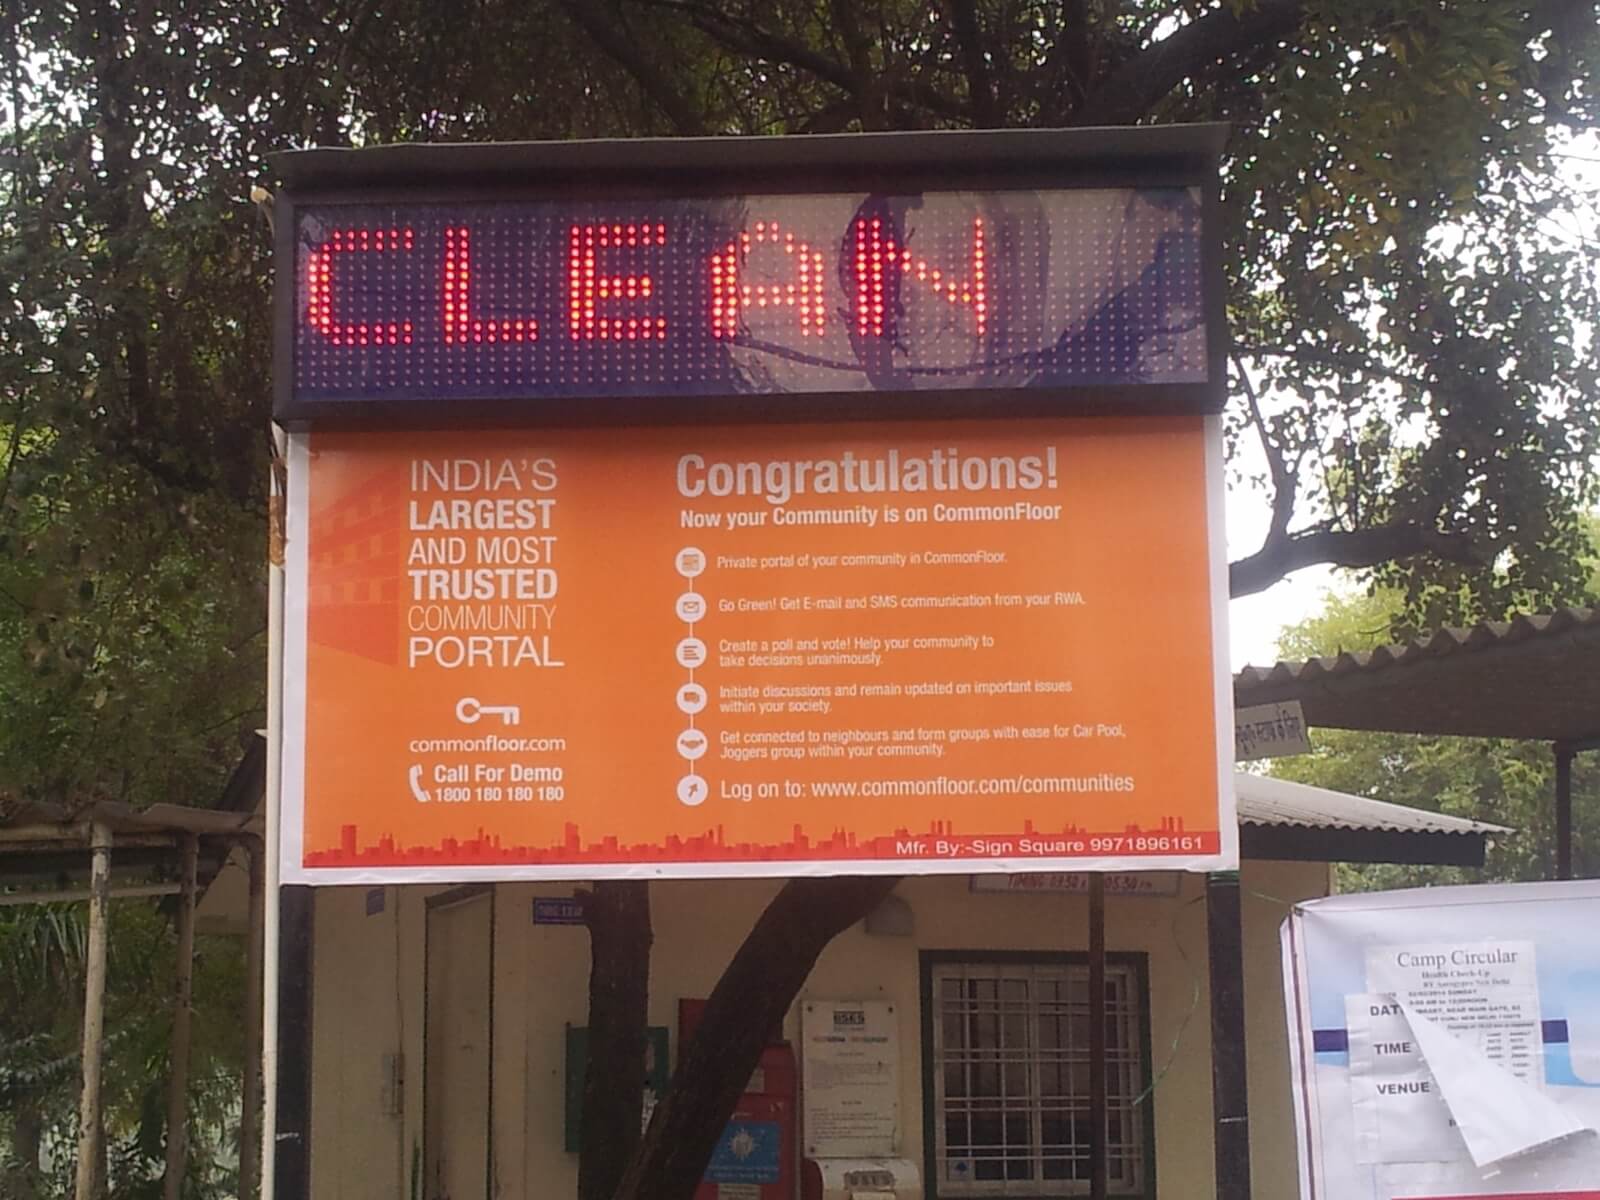 CLEAN
INDIA'S
LARGEST
AND MOST
TRUSTED
COMMUNITY
PORTAL
commonfloor.com
Call For Demo
1800 180 180 180
Congratulations!
Now your Community is on CommonFloor
Private portal of your community in CommonFloor.
Go Green! Get E-mail and SMS communication from your RWA.
Create a poll and vote! Help your community to
take decisions unanimously.
Initiate discussions and remain updated on important issues
within your society.
Get connected to neighbours and form groups with ease for Car Pool,
Joggers group within your community.
Log on to: www.commonfloor.com/communities
Mfr. By:-Sign Square 9971896161
BSES
Camp Circular
Health Check-Up
DATE
TIME
VENUE